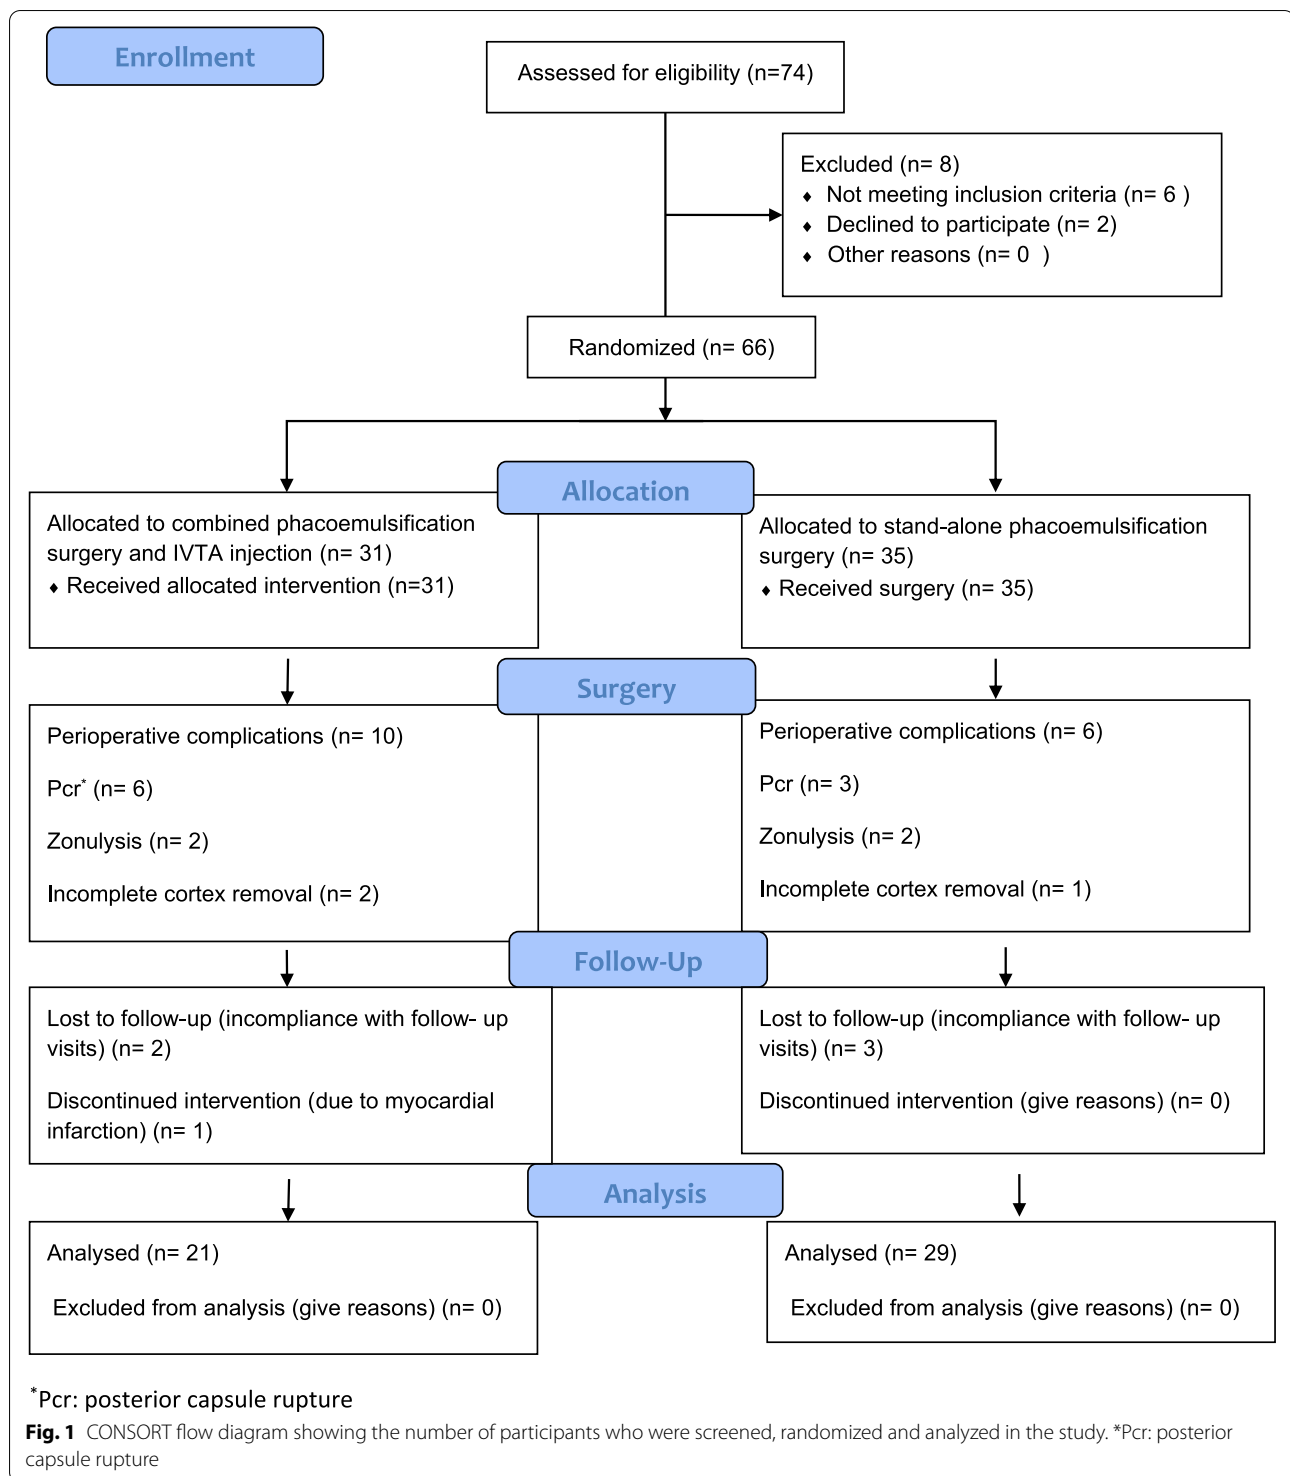 Enrollment
Assessed for eligibility (n=74)
Excluded (n= 8)
♦ Not meeting inclusion criteria (n= 6 )
♦ Declined to participate (n= 2)
♦ Other reasons (n= 0 )
Randomized (n= 66)
Allocation
Allocated to combined phacoemulsification
surgery and IVTA injection (n= 31)
♦ Received allocated intervention (n=31)
Allocated to stand-alone phacoemulsification
surgery (n= 35)
♦ Received surgery (n= 35)
Surgery
Perioperative complications (n= 10)
Pcr* (n= 6)
Zonulysis (n= 2)
Incomplete cortex removal (n= 2)
Perioperative complications (n= 6)
Pcr (n= 3)
Zonulysis (n= 2)
Incomplete cortex removal (n= 1)
Follow-Up
Lost to follow-up (incompliance with follow- up
visits) (n= 2)
Discontinued intervention (due to myocardial
infarction) (n= 1)
Lost to follow-up (incompliance with follow- up
visits) (n= 3)
Discontinued intervention (give reasons) (n= 0)
Analysis
Analysed (n= 21)
Excluded from analysis (give reasons) (n= 0)
Analysed (n= 29)
Excluded from analysis (give reasons) (n= 0)
*Pcr: posterior capsule rupture
Fig. 1 CONSORT flow diagram showing the number of participants who were screened, randomized and analyzed in the study. *Pcr: posterior
capsule rupture